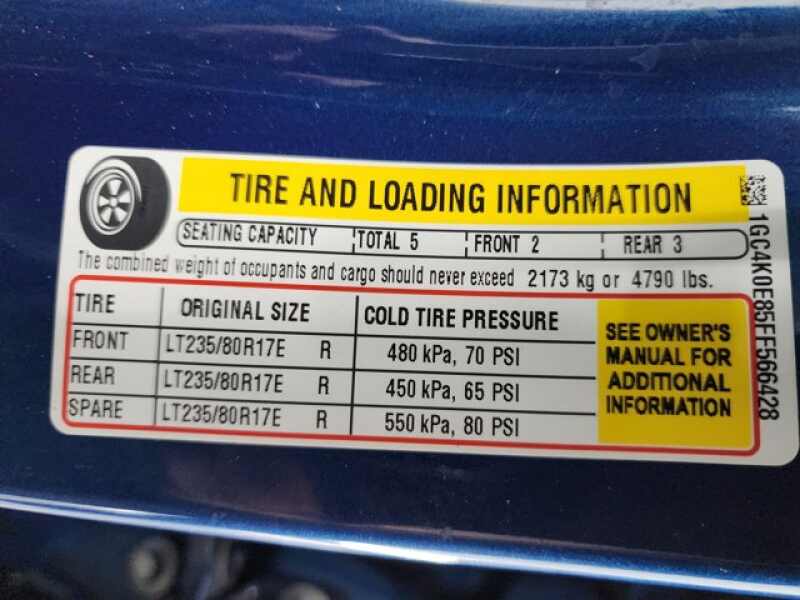 TIRE AND LOADING INFORMATION
SEATING CAPACITY TOTAL 5 FRONT 2 REAR 3
The combined weight of occupants and cargo should never exceed 2173 kg or 4790 lbs.
TIRE ORIGINAL SIZE COLD TIRE PRESSURE
FRONT LT235/80R17E R 480 kPa, 70 PSI
REAR LT235/80R17E R 450 kPa, 65 PSI
SPARE LT235/80R17E R 550 kPa, 80 PSI
SEE OWNER'S
MANUAL FOR
ADDITIONAL
INFORMATION
1GC4K0E85FF566428